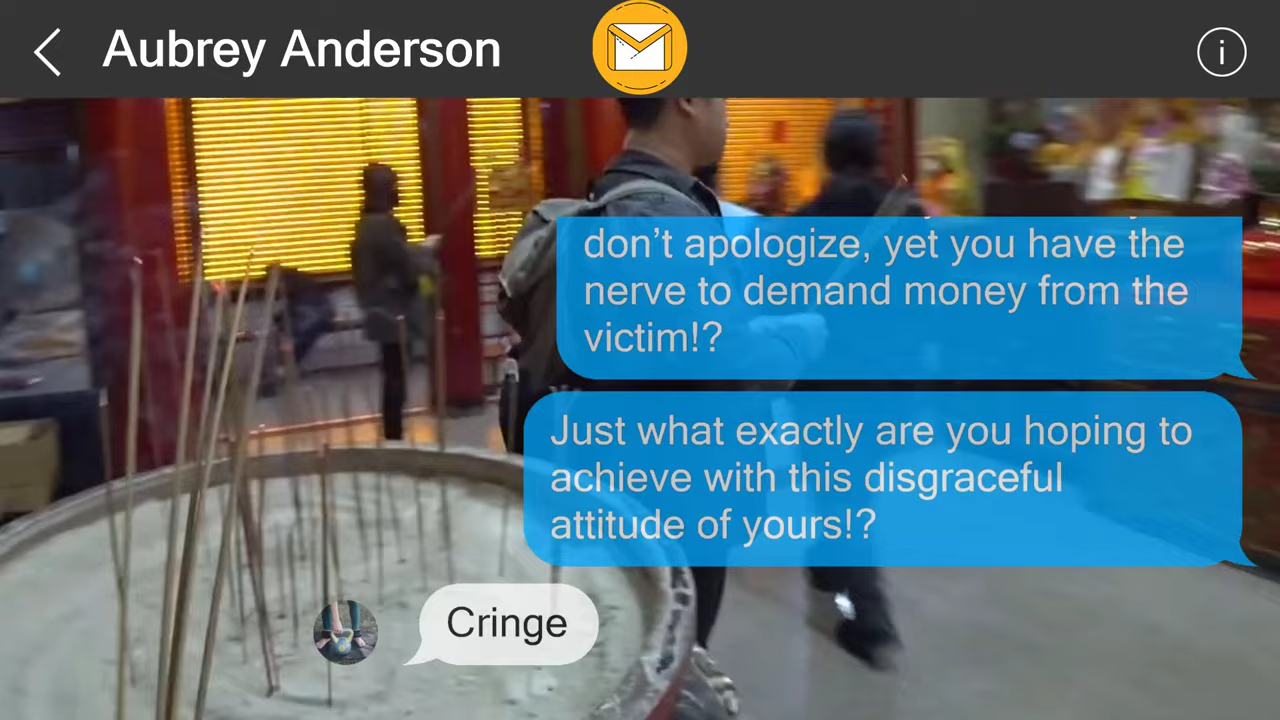 Aubrey Anderson
i
don't apologize, yet you have the
nerve to demand money from the
victim!?
Just what exactly are you hoping to
achieve with this disgraceful
attitude of yours!?
Cringe